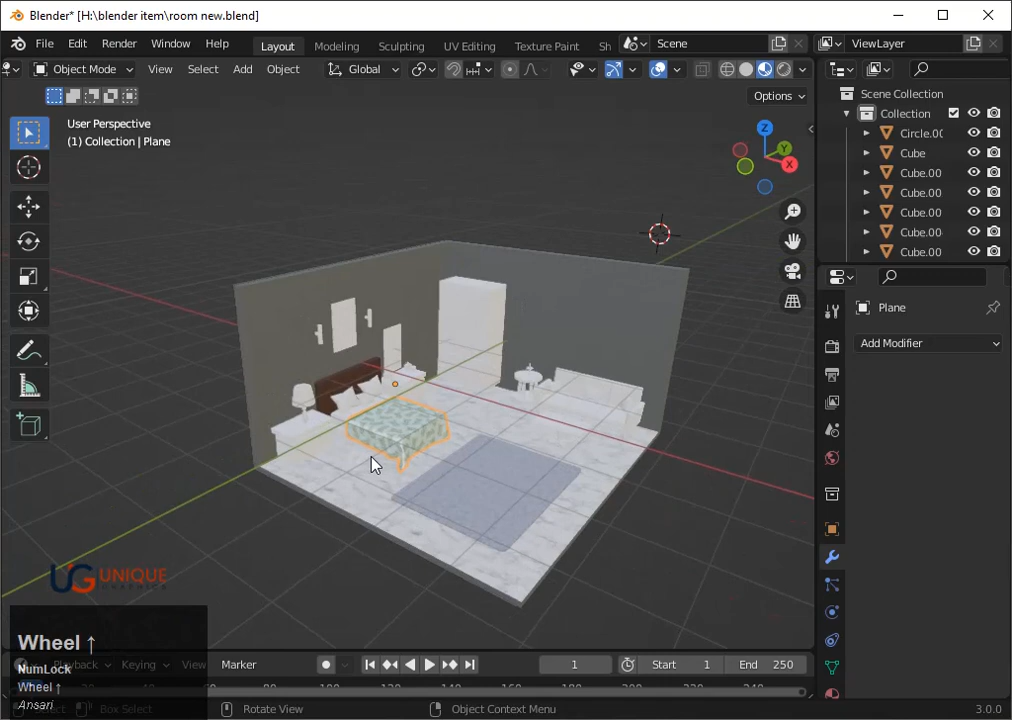 Blender* [H:\blender item\room new.blend]
File Edit Render Window Help Layout Modeling Sculpting UV Editing Texture Paint Sh Scene ViewLayer
Object Mode View Select Add Object Global
Options
User Perspective
(1) Collection | Plane
Z
Y
X
Scene Collection
Collection
Circle.00
Cube
Cube.00
Cube.00
Cube.00
Cube.00
Cube.00
Plane
Add Modifier
UG UNIQUE
Wheel ↑
NumLock
Wheel ↑
Ansari
Playback Keying View Marker 1 Start 1 End 250
Select Box Select Rotate View Object Context Menu 3.0.0